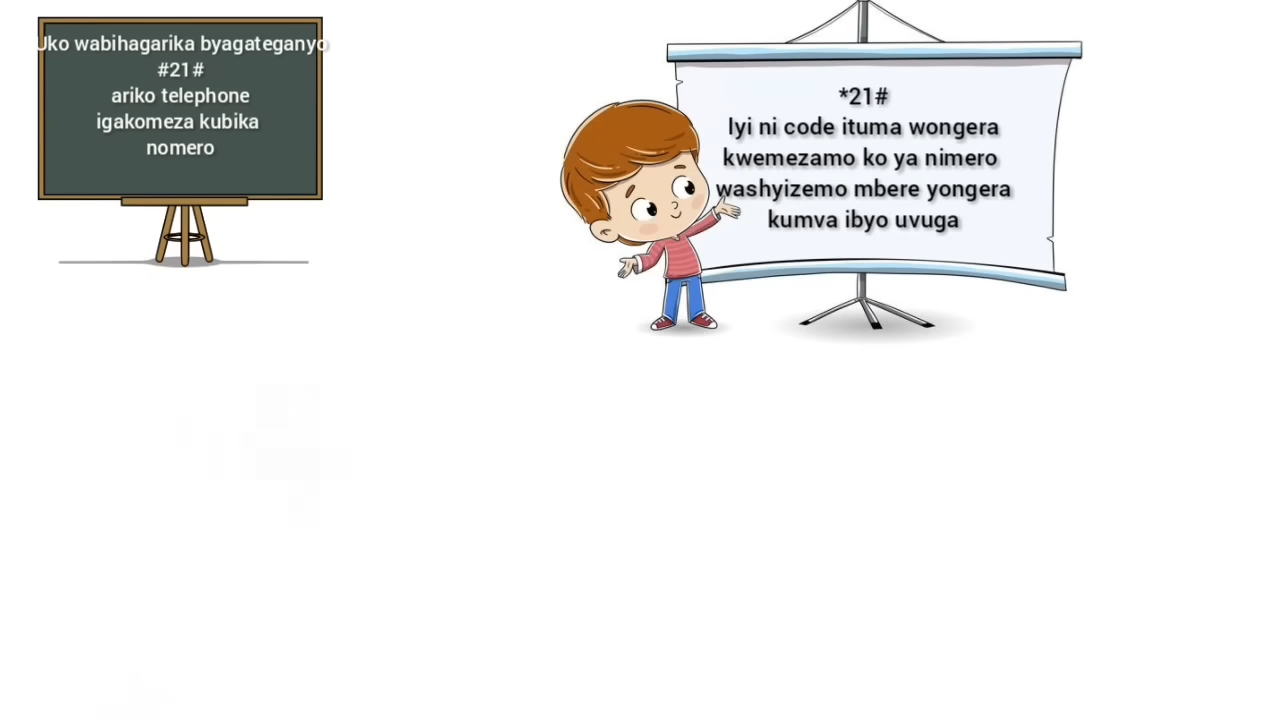 Uko wabihagarika byagateganyo
#21#
ariko telephone
igakomeza kubika
nomero
*21#
Iyi ni code ituma wongera
kwemezamo ko ya nimero
washyizemo mbere yongera
kumva ibyo uvuga